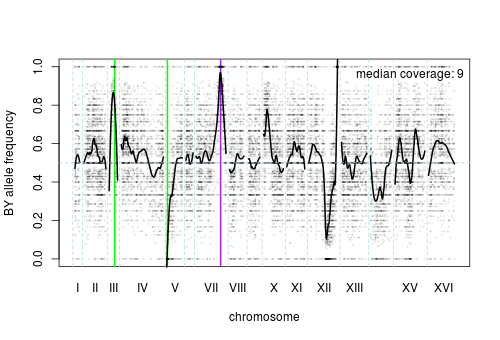 median coverage: 9
BY allele frequency
1.0
0.8
0.6
0.4
0.2
0.0
I II III IV V VII VIII X XI XII XIII XV XVI
chromosome